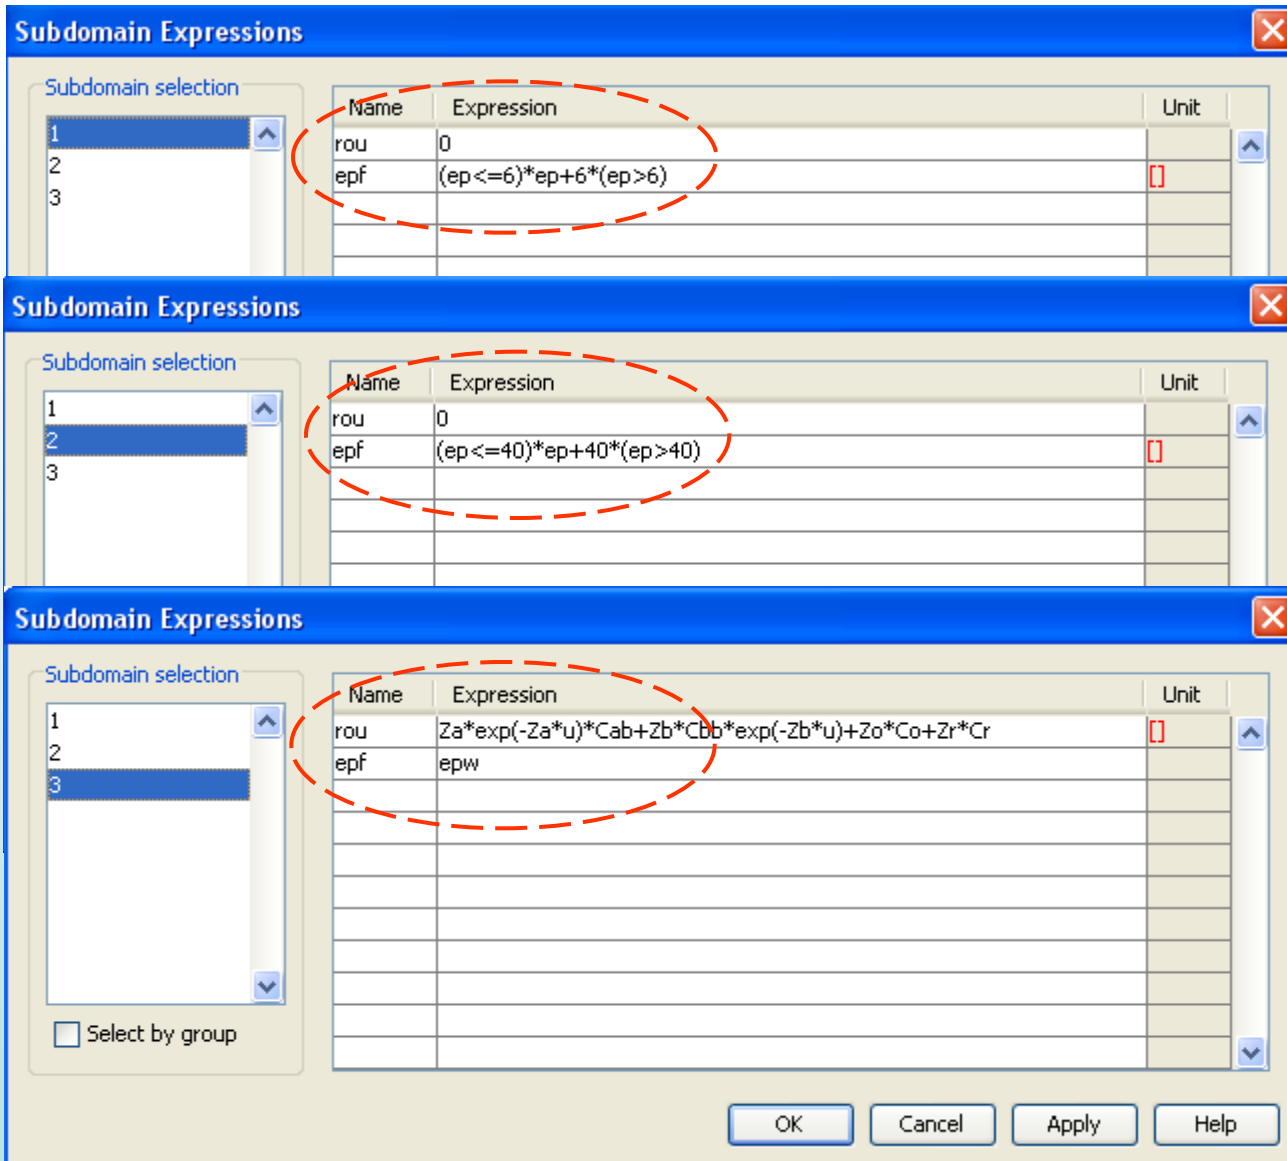 Subdomain Expressions
Subdomain selection
Name Expression Unit
1
2
3
rou 0
epf (ep<=6)*ep+6*(ep>6) []
Subdomain Expressions
Subdomain selection
Name Expression Unit
1
2
3
rou 0
epf (ep<=40)*ep+40*(ep>40) []
Subdomain Expressions
Subdomain selection
Name Expression Unit
1
2
3
rou Za*exp(-Za*u)*Cab+Zb*Cbb*exp(-Zb*u)+Zo*Co+Zr*Cr []
epf epw
Select by group
OK Cancel Apply Help